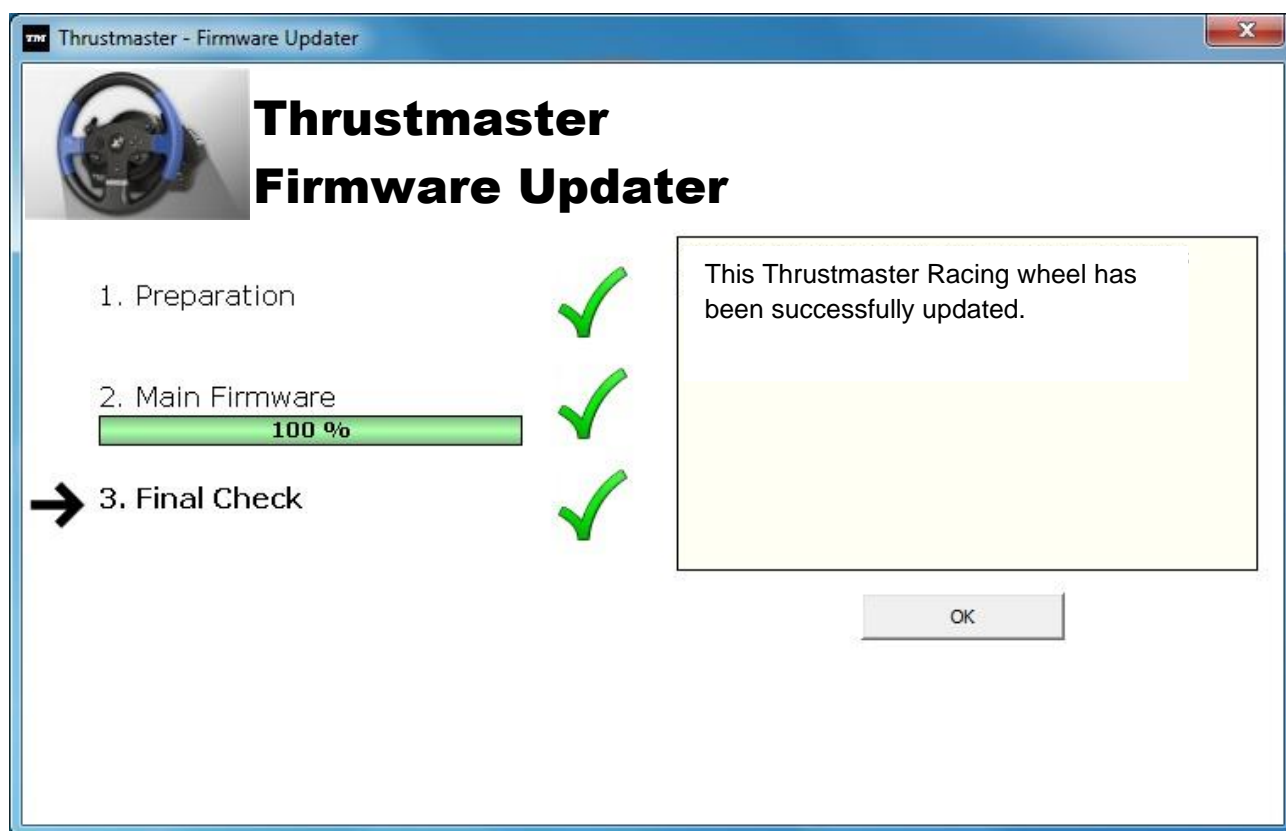 Thrustmaster - Firmware Updater
Thrustmaster
Firmware Updater
1. Preparation
2. Main Firmware
100 %
3. Final Check
This Thrustmaster Racing wheel has
been successfully updated.
OK